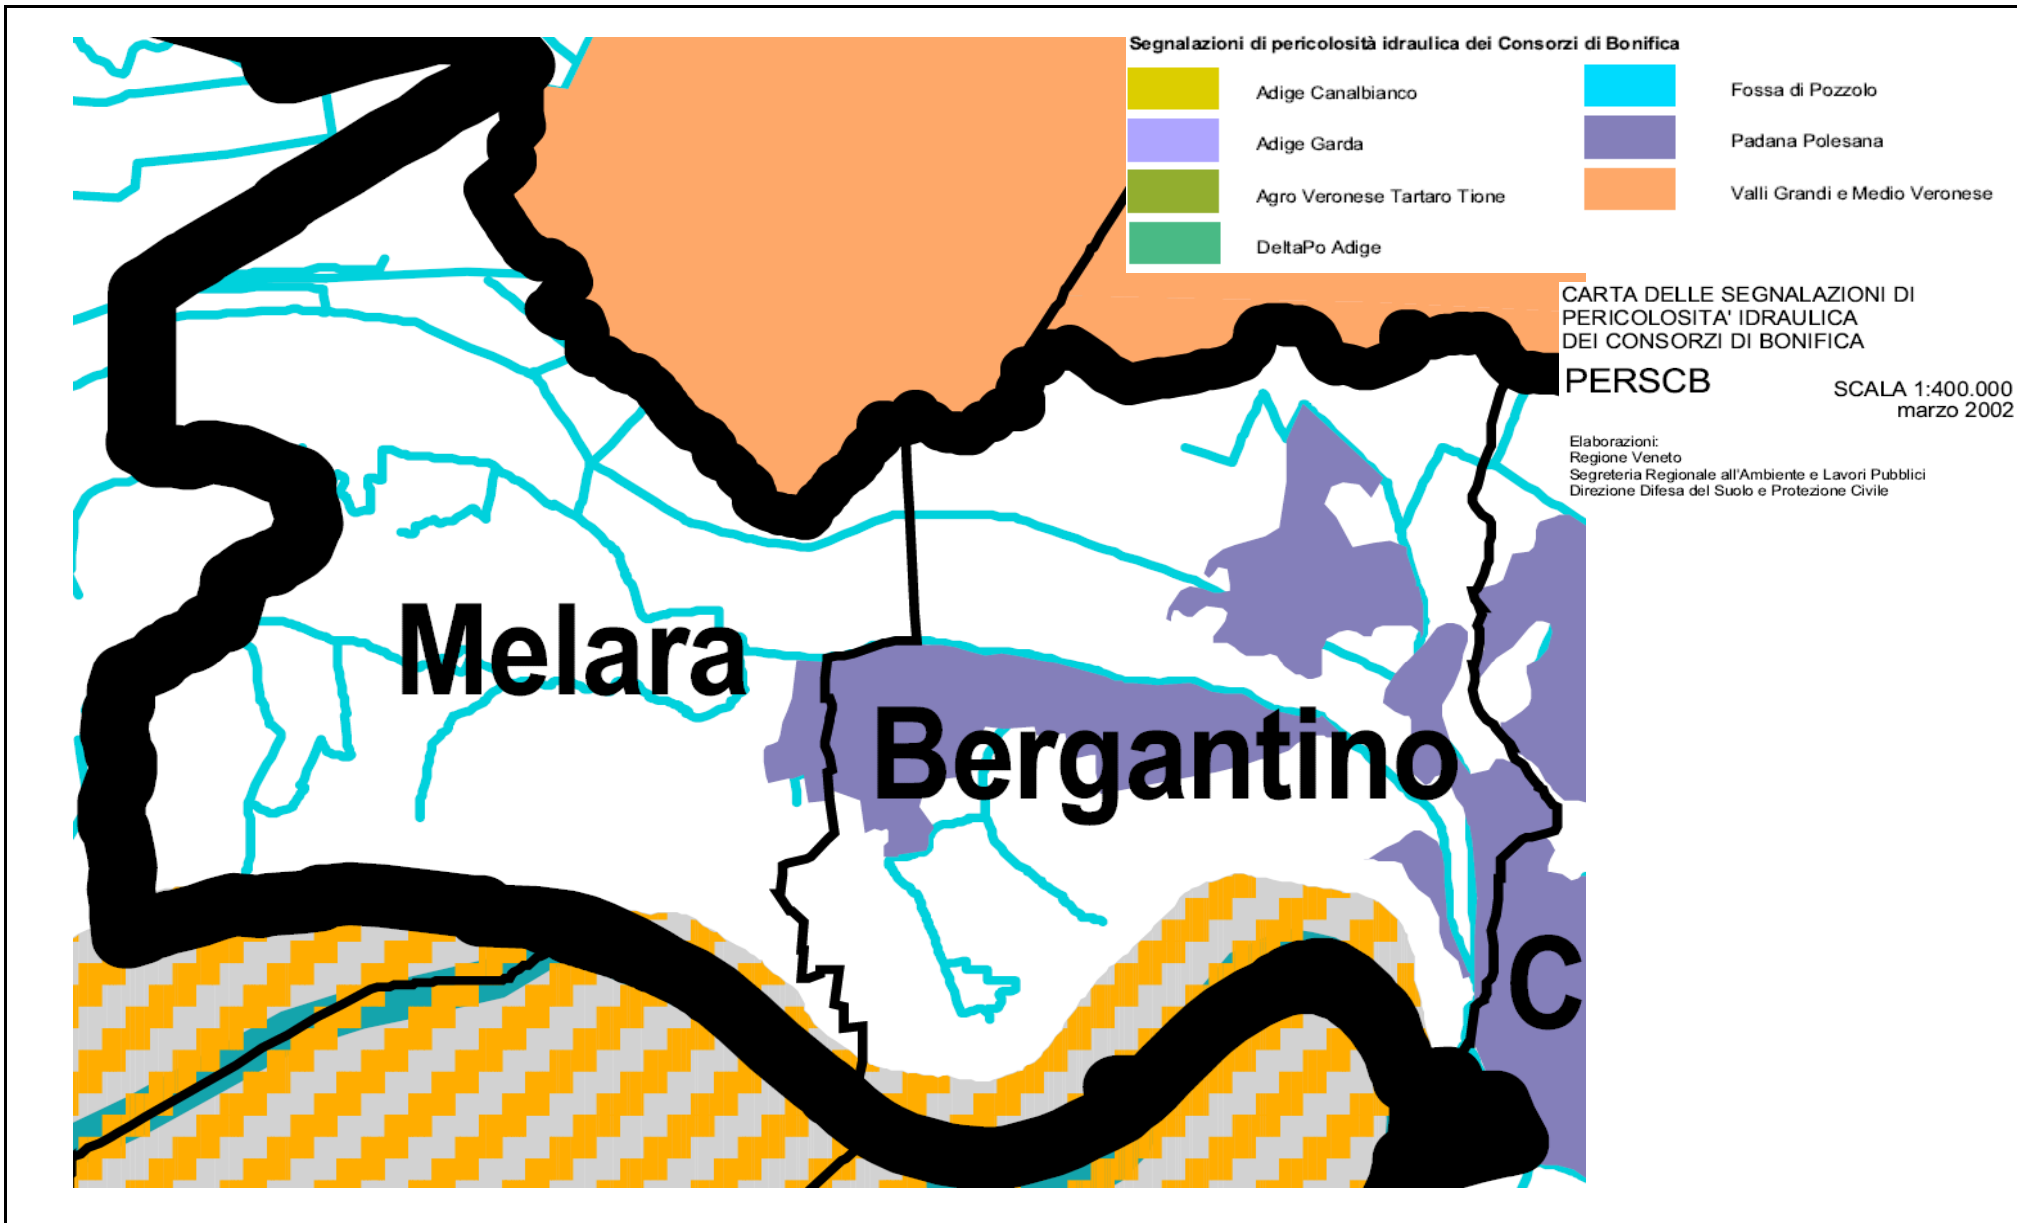 Segnalazioni di pericolosità idraulica dei Consorzi di Bonifica
Adige Canalbianco
Adige Garda
Agro Veronese Tartaro Tione
DeltaPo Adige
Fossa di Pozzolo
Padana Polesana
Valli Grandi e Medio Veronese
CARTA DELLE SEGNALAZIONI DI
PERICOLOSITA' IDRAULICA
DEI CONSORZI DI BONIFICA
PERSCB
SCALA 1:400.000
marzo 2002
Elaborazioni:
Regione Veneto
Segreteria Regionale all'Ambiente e Lavori Pubblici
Direzione Difesa del Suolo e Protezione Civile
Melara
Bergantino
C